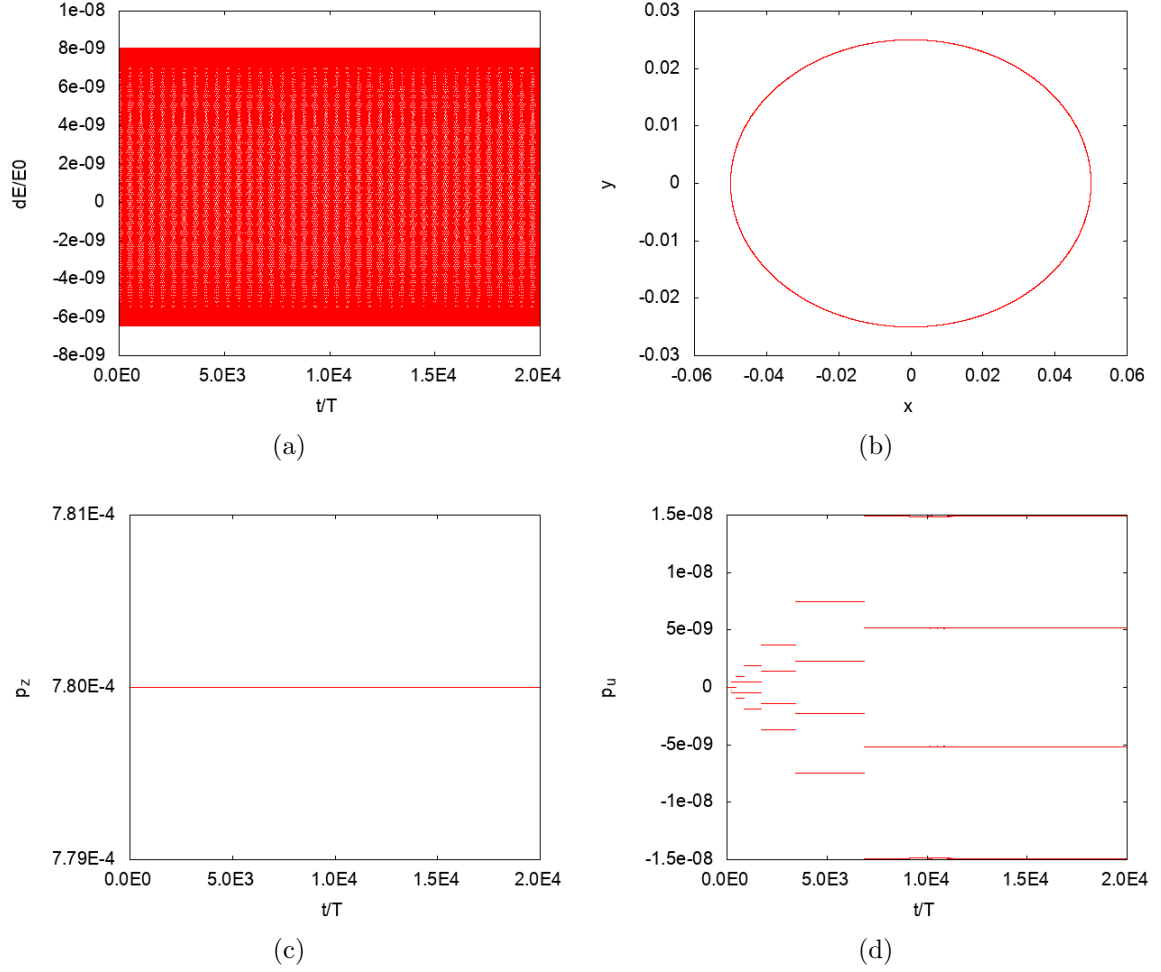 1e-08
8e-09
6e-09
4e-09
2e-09
0
-2e-09
-4e-09
-6e-09
-8e-09
dE/E0
0.0E0 5.0E3 1.0E4 1.5E4 2.0E4
t/T
(a)
0.03
0.02
0.01
0
-0.01
-0.02
-0.03
y
-0.06 -0.04 -0.02 0 0.02 0.04 0.06
x
(b)
7.81E-4
7.80E-4
7.79E-4
pz
0.0E0 5.0E3 1.0E4 1.5E4 2.0E4
t/T
(c)
1.5e-08
1e-08
5e-09
0
-5e-09
-1e-08
-1.5e-08
pu
0.0E0 5.0E3 1.0E4 1.5E4 2.0E4
t/T
(d)